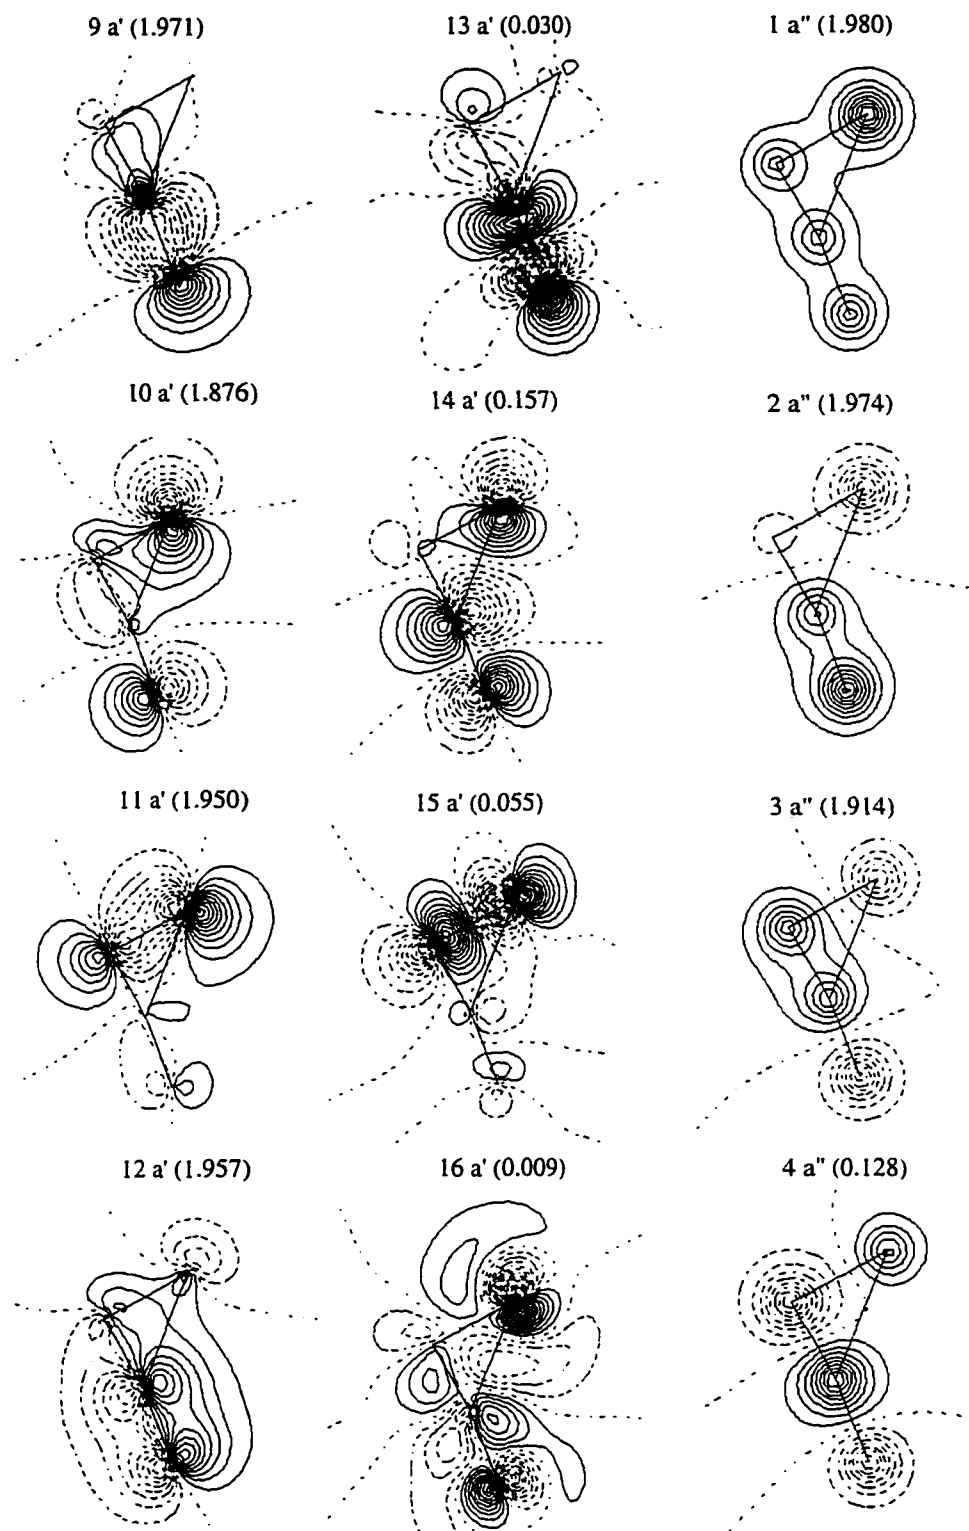 9 a' (1.971)
13 a' (0.030)
1 a" (1.980)
10 a' (1.876)
14 a' (0.157)
2 a" (1.974)
11 a' (1.950)
15 a' (0.055)
3 a" (1.914)
12 a' (1.957)
16 a' (0.009)
4 a" (0.128)